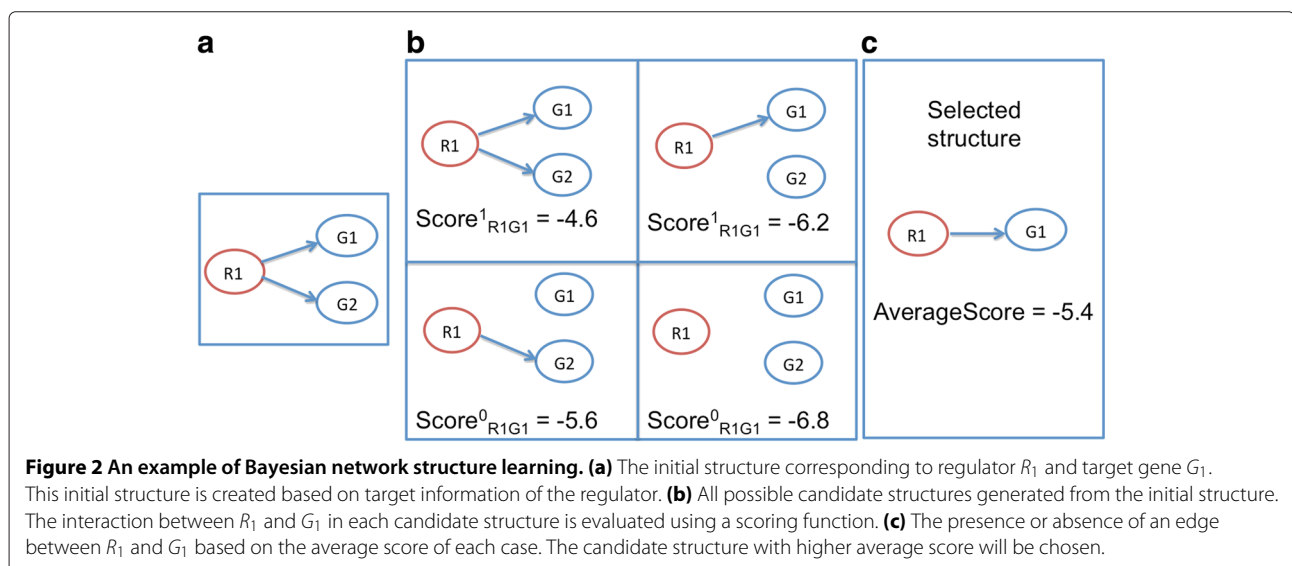 a
R1
G1
G2
b
R1
G1
G2
Score¹R1G1 = -4.6
R1
G1
G2
Score¹R1G1 = -6.2
R1
G1
G2
Score⁰R1G1 = -5.6
R1
G1
G2
Score⁰R1G1 = -6.8
c
Selected
structure
R1
G1
AverageScore = -5.4
Figure 2 An example of Bayesian network structure learning. (a) The initial structure corresponding to regulator R₁ and target gene G₁.
This initial structure is created based on target information of the regulator. (b) All possible candidate structures generated from the initial structure.
The interaction between R₁ and G₁ in each candidate structure is evaluated using a scoring function. (c) The presence or absence of an edge
between R₁ and G₁ based on the average score of each case. The candidate structure with higher average score will be chosen.